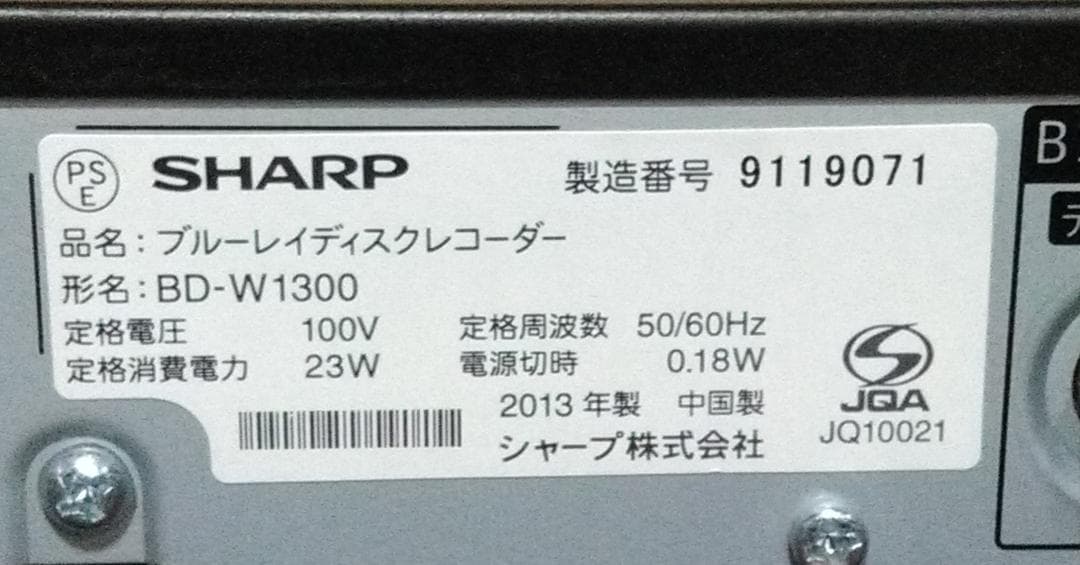 PS
E
SHARP 製造番号 9119071
品名：ブルーレイディスクレコーダー
形名：BD-W1300
定格電圧 100V 定格周波数 50/60Hz
定格消費電力 23W 電源切時 0.18W
2013 年製 中国製
シャープ株式会社
JQA
JQ10021
B